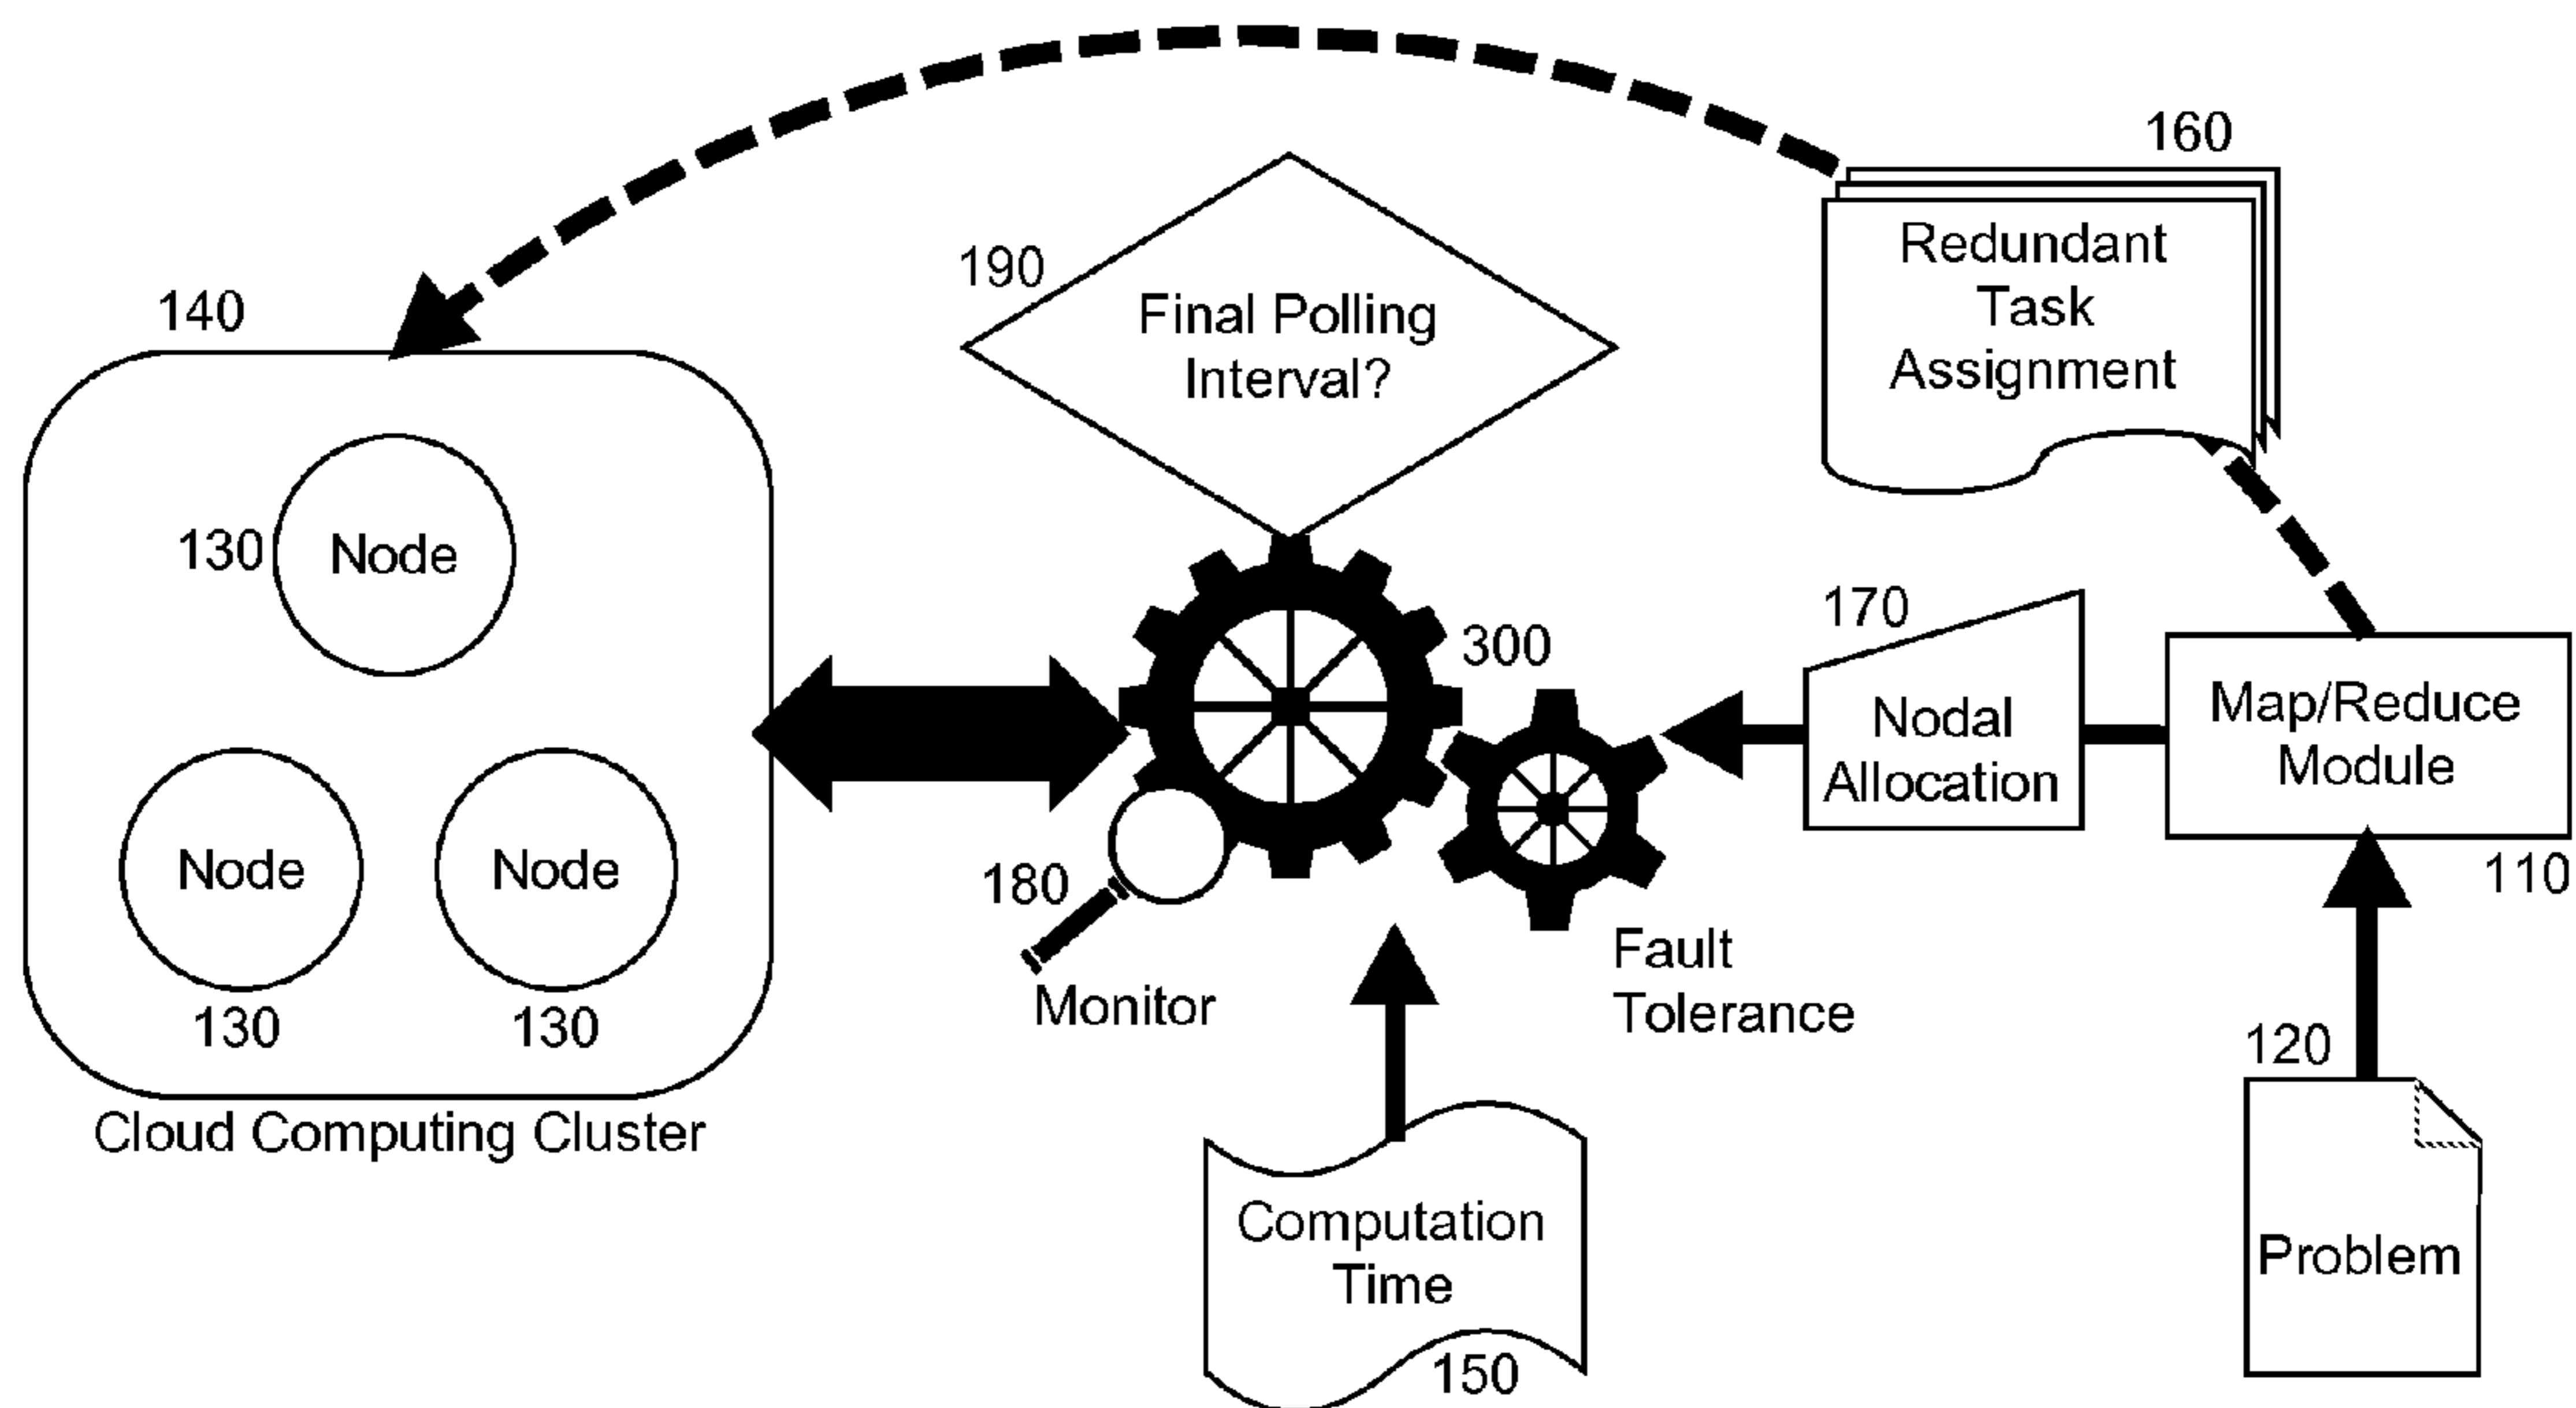 160
Redundant
Task
Assignment
190
Final Polling
Interval?
140
130
Node
Node
Node
130
130
Cloud Computing Cluster
300
180
Monitor
Fault
Tolerance
170
Nodal
Allocation
Map/Reduce
Module
110
120
Problem
Computation
Time
150